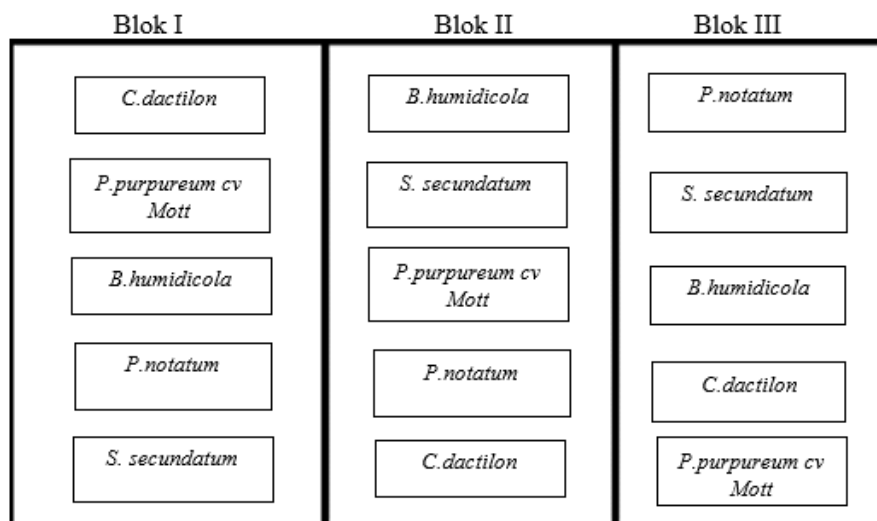 Blok I
Blok II
Blok III
C.dactilon
P.purpureum cv
Mott
B.humidicola
P.notatum
S. secundatum
B.humidicola
S. secundatum
P.purpureum cv
Mott
P.notatum
C.dactilon
P.notatum
S. secundatum
B.humidicola
C.dactilon
P.purpureum cv
Mott